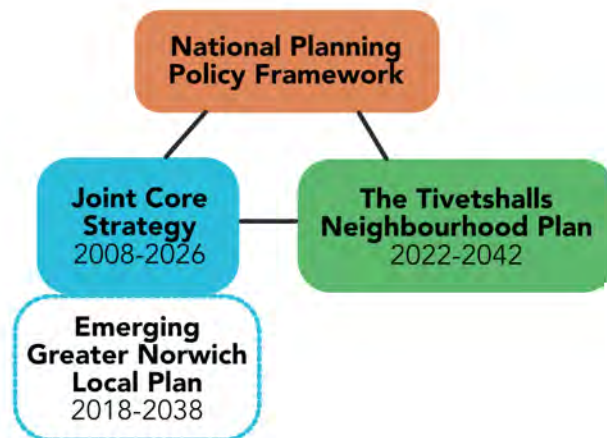 National Planning
Policy Framework
Joint Core
Strategy
2008-2026
The Tivetshalls
Neighbourhood Plan
2022-2042
Emerging
Greater Norwich
Local Plan
2018-2038